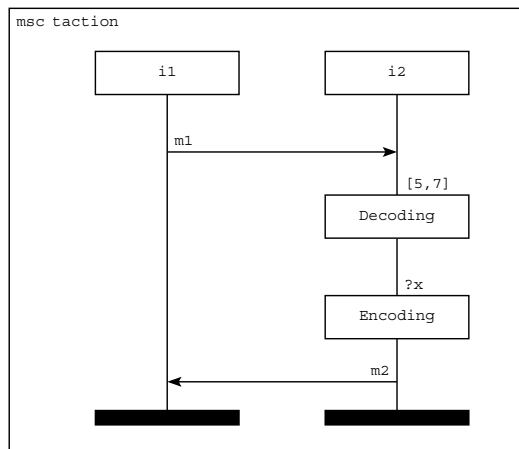 msc taction
i1
i2
m1
[5,7]
Decoding
?x
Encoding
m2